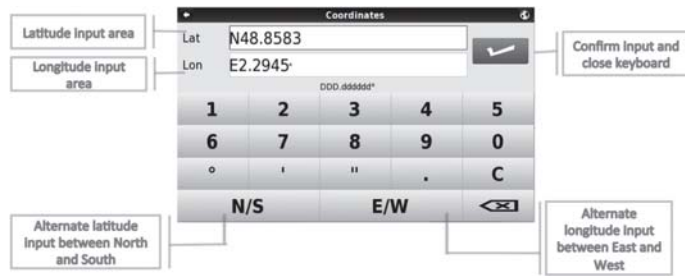 Coordinates
Latitude input area
Lat
N48.8583
Longitude input
area
Lon
E2.2945°
Confirm input and
close keyboard
DDD.dddddd°
1 2 3 4 5
6 7 8 9 0
° ' " . C
N/S E/W
Alternate latitude
input between North
and South
Alternate
longitude input
between East and
West